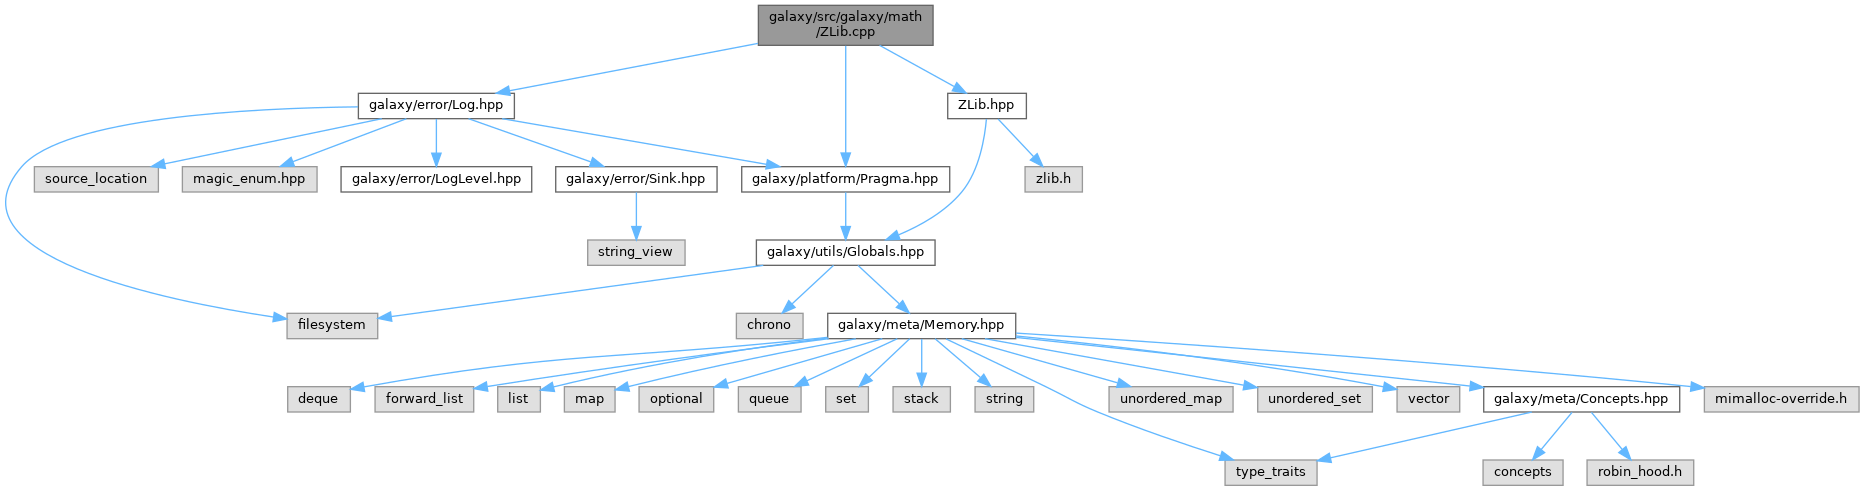 galaxy/src/galaxy/math
/ZLib.cpp
galaxy/error/Log.hpp
ZLib.hpp
source_location
magic_enum.hpp
galaxy/error/LogLevel.hpp
galaxy/error/Sink.hpp
galaxy/platform/Pragma.hpp
zlib.h
string_view
galaxy/utils/Globals.hpp
filesystem
chrono
galaxy/meta/Memory.hpp
deque
forward_list
list
map
optional
queue
set
stack
string
unordered_map
unordered_set
vector
galaxy/meta/Concepts.hpp
mimalloc-override.h
type_traits
concepts
robin_hood.h